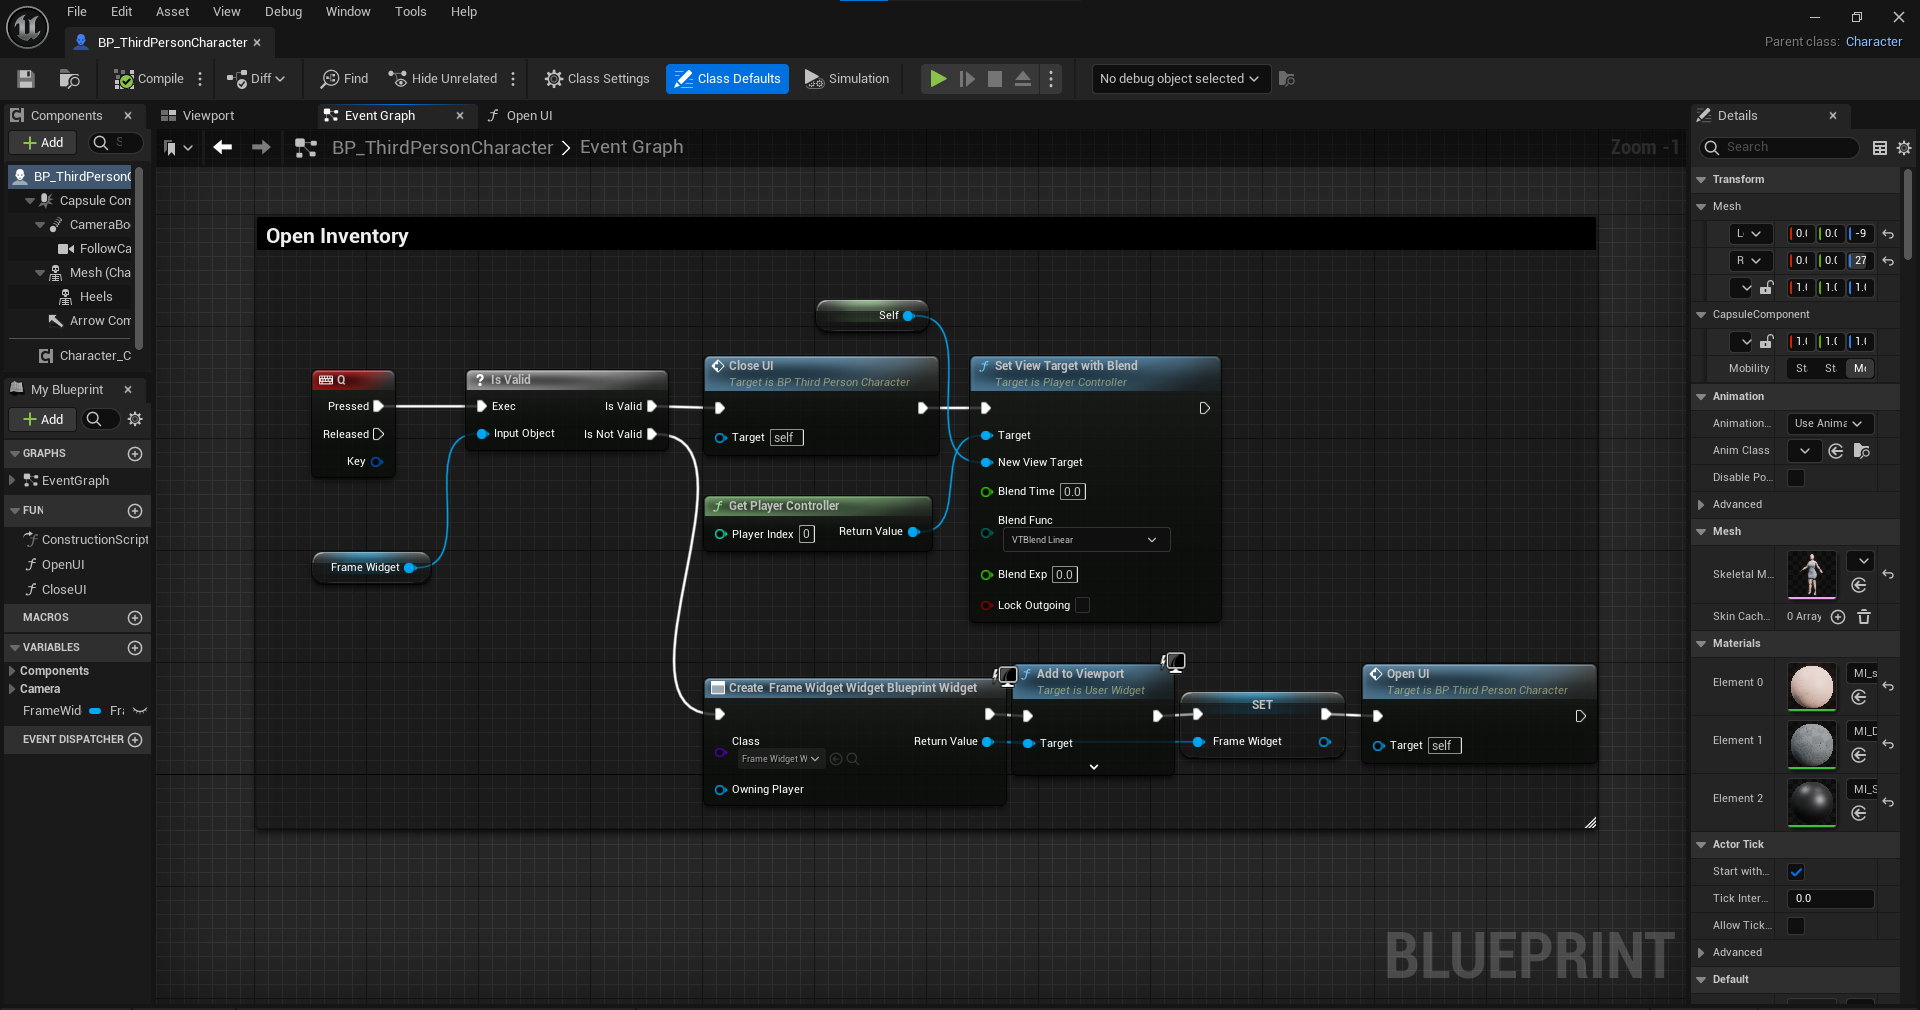 File Edit Asset View Debug Window Tools Help
BP_ThirdPersonCharacter
Parent class: Character
Compile Diff Find Hide Unrelated Class Settings Class Defaults Simulation No debug object selected
Components
Add
BP_ThirdPersonC
Capsule Com
CameraBo
FollowCa
Mesh (Cha
Heels
Arrow Com
Character_C
My Blueprint
Add
GRAPHS
EventGraph
FUN
ConstructionScript
OpenUI
CloseUI
MACROS
VARIABLES
Components
Camera
FrameWid
EVENT DISPATCHER
Viewport Event Graph Open UI
BP_ThirdPersonCharacter > Event Graph
Zoom -1
Open Inventory
Self
Q
Pressed
Released
Key
? Is Valid
Exec Is Valid
Input Object Is Not Valid
Frame Widget
Close UI
Target is BP Third Person Character
Target self
Get Player Controller
Player Index 0 Return Value
Set View Target with Blend
Target is Player Controller
Target
New View Target
Blend Time 0.0
Blend Func
VTBlend Linear
Blend Exp 0.0
Lock Outgoing
Create Frame Widget Widget Blueprint Widget
Class Return Value
Frame Widget W
Owning Player
Add to Viewport
Target is User Widget
Target
SET
Frame Widget
Open UI
Target is BP Third Person Character
Target self
BLUEPRINT
Details
Search
Transform
Mesh
0.( 0.( -9
R 0.( 0.( 27
1.( 1.( 1.(
CapsuleComponent
1.( 1.( 1.(
Mobility St St
Animation
Animation... Use Anima
Anim Class
Disable Po...
Advanced
Mesh
Skeletal M...
Skin Cach... 0 Array
Materials
Element 0 MI_s
Element 1 MI_D
Element 2 MI_S
Actor Tick
Start with...
Tick Inter... 0.0
Allow Tick...
Advanced
Default